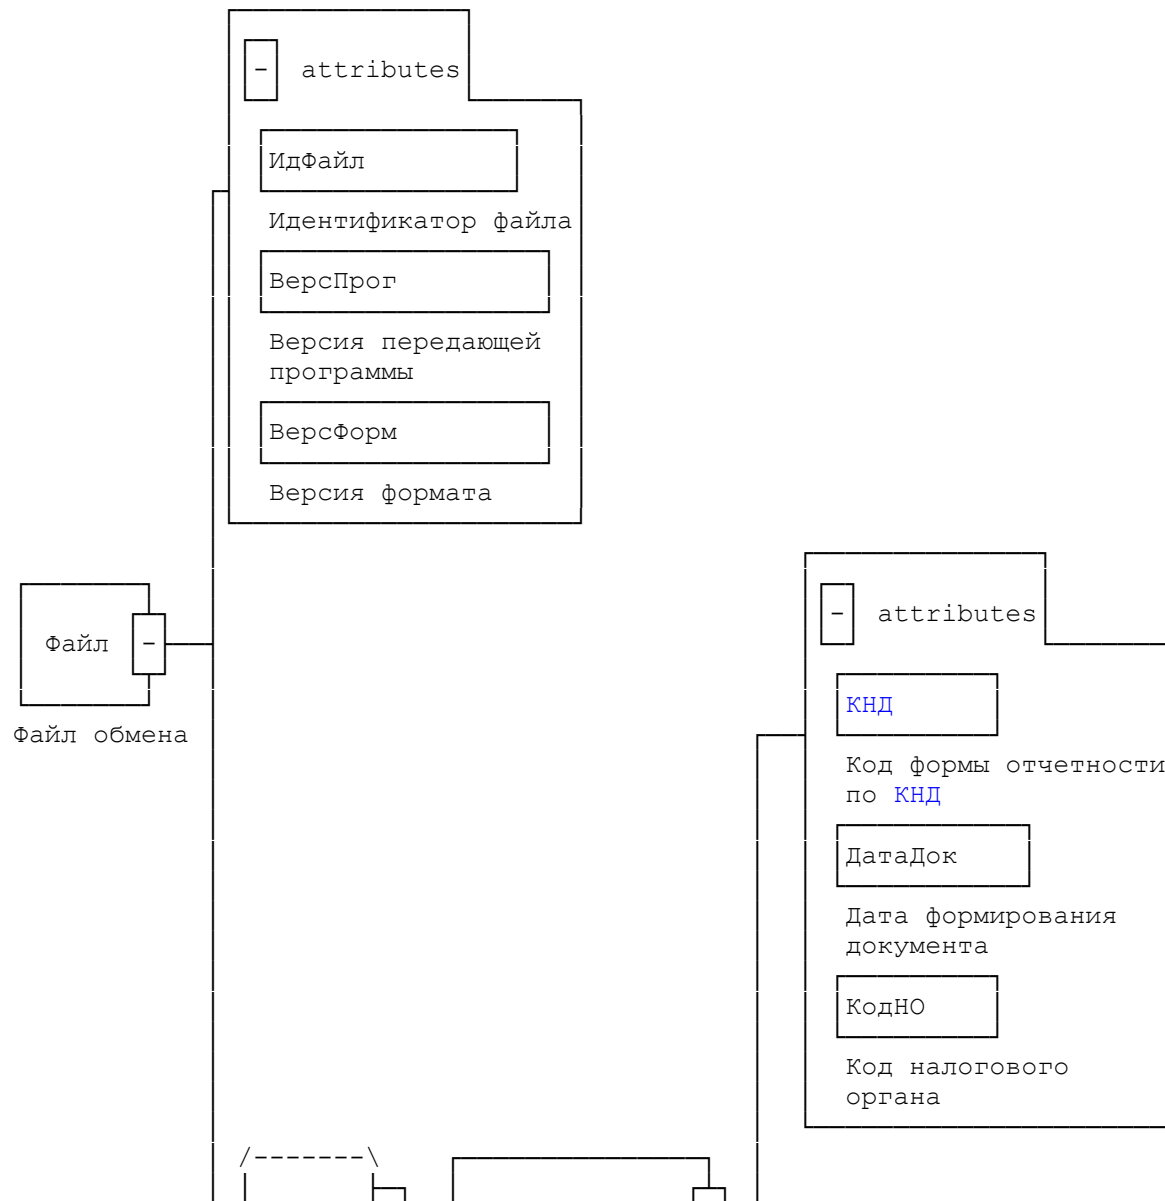 - attributes
ИдФайл
Идентификатор файла
ВерсПрог
Версия передающей
программы
ВерсФорм
Версия формата
Файл -
Файл обмена
- attributes
КНД
Код формы отчетности
по КНД
ДатаДок
Дата формирования
документа
КодНО
Код налогового
органа